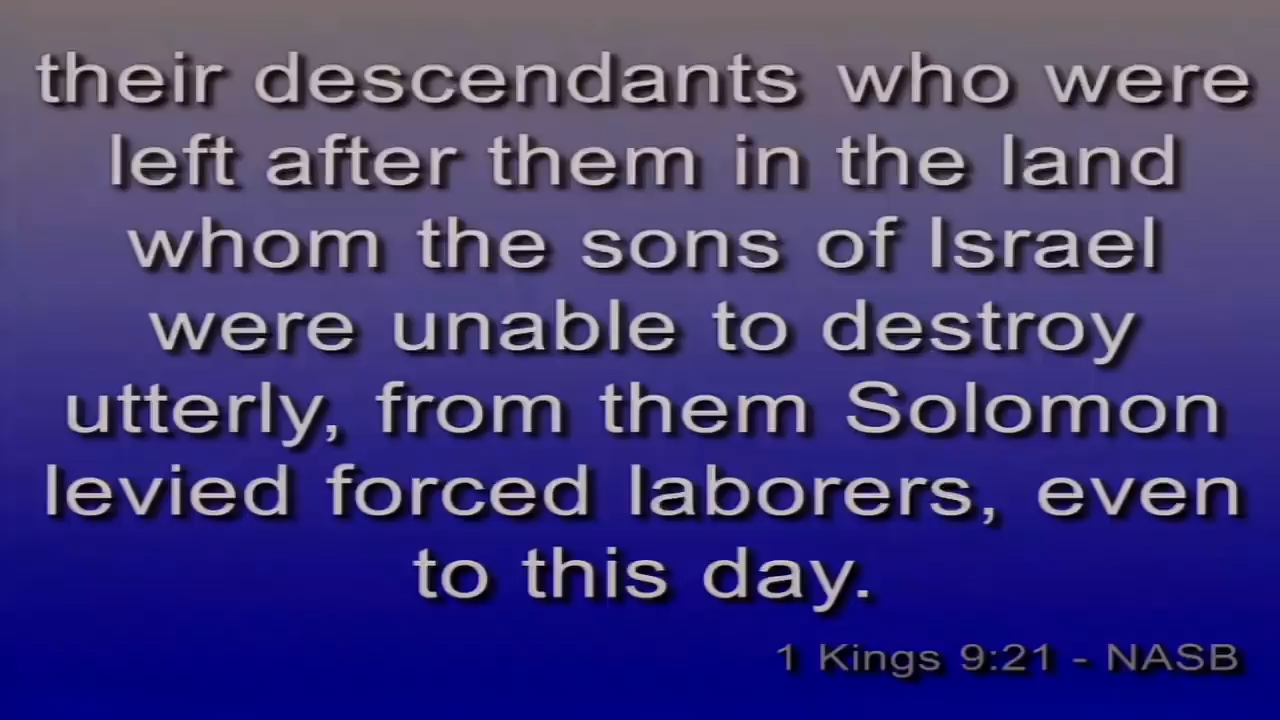 their descendants who were
left after them in the land
whom the sons of Israel
were unable to destroy
utterly, from them Solomon
levied forced laborers, even
to this day.
1 Kings 9:21 - NASB